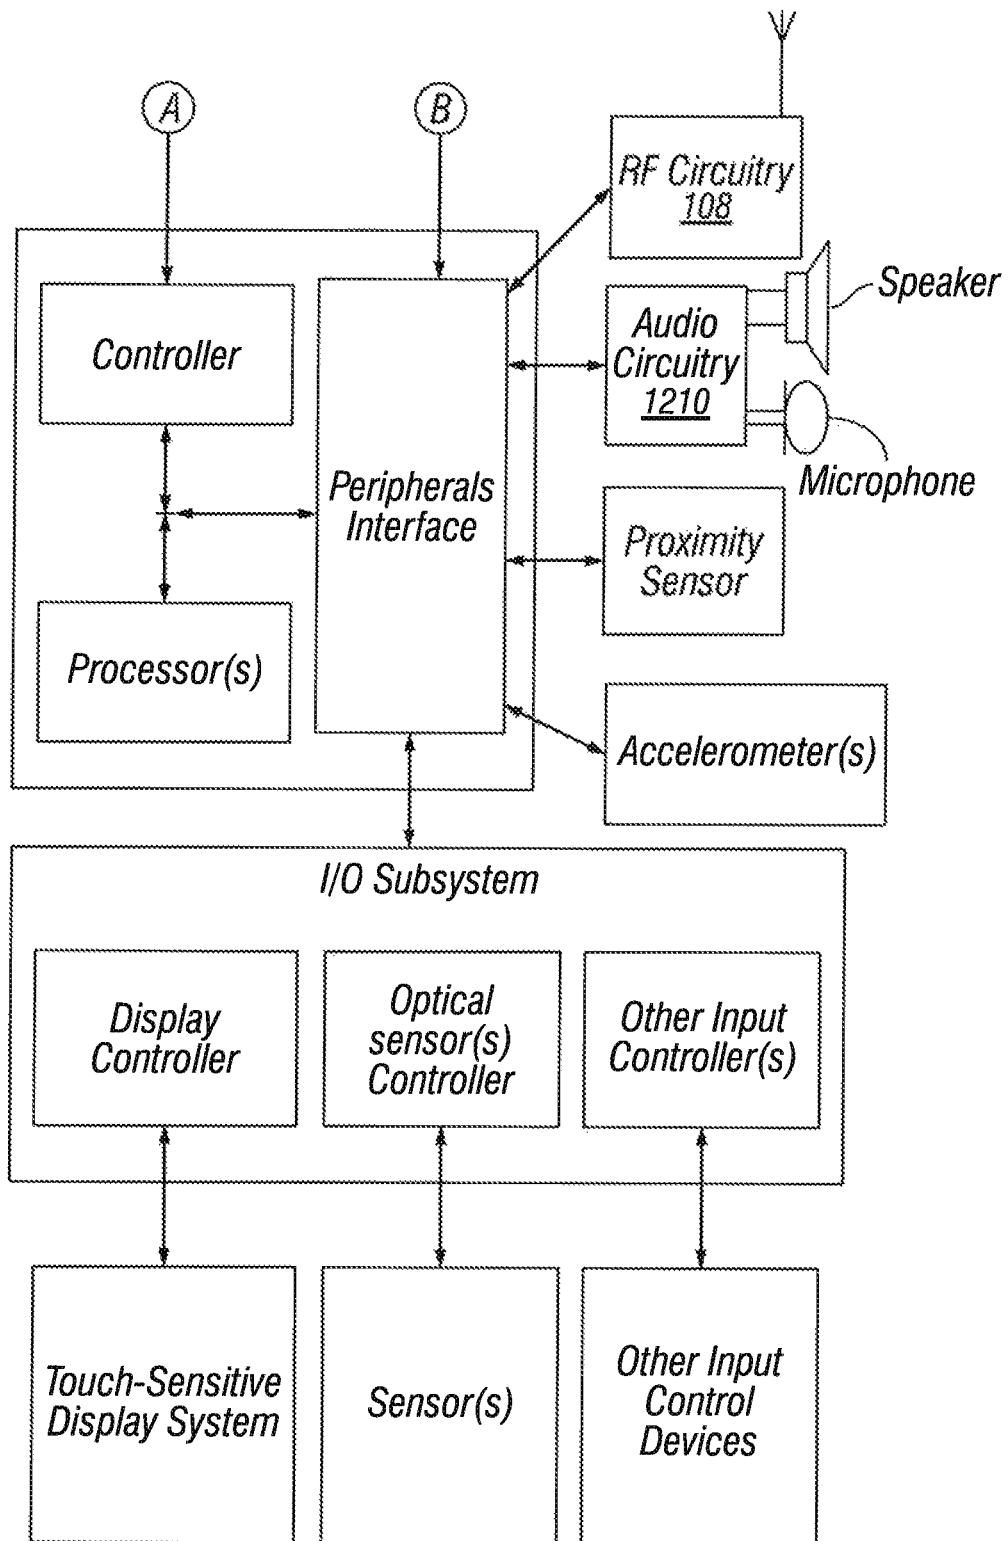 A
B
RF Circuitry
108
Speaker
Audio
Circuitry
1210
Controller
Microphone
Peripherals
Interface
Proximity
Sensor
Processor(s)
Accelerometer(s)
I/O Subsystem
Display
Controller
Optical
sensor(s)
Controller
Other Input
Controller(s)
Touch-Sensitive
Display System
Sensor(s)
Other Input
Control
Devices